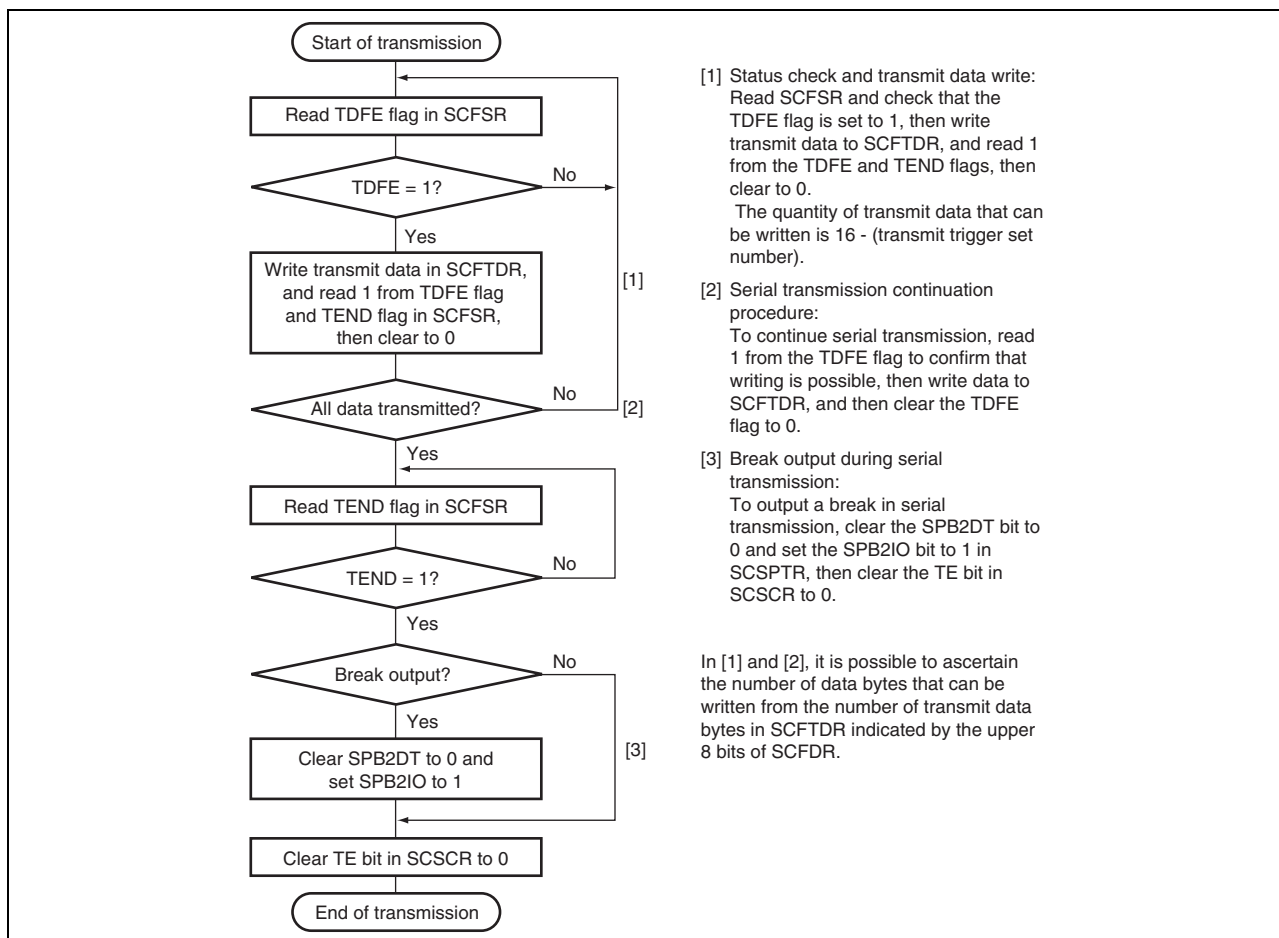 Start of transmission
Read TDFE flag in SCFSR
TDFE = 1?
No
Yes
Write transmit data in SCFTDR,
and read 1 from TDFE flag
and TEND flag in SCFSR,
then clear to 0
[1]
All data transmitted?
No
[2]
Yes
Read TEND flag in SCFSR
TEND = 1?
No
Yes
Break output?
No
Yes
Clear SPB2DT to 0 and
set SPB2IO to 1
[3]
Clear TE bit in SCSCR to 0
End of transmission
[1] Status check and transmit data write:
Read SCFSR and check that the
TDFE flag is set to 1, then write
transmit data to SCFTDR, and read 1
from the TDFE and TEND flags, then
clear to 0.
The quantity of transmit data that can
be written is 16 - (transmit trigger set
number).
[2] Serial transmission continuation
procedure:
To continue serial transmission, read
1 from the TDFE flag to confirm that
writing is possible, then write data to
SCFTDR, and then clear the TDFE
flag to 0.
[3] Break output during serial
transmission:
To output a break in serial
transmission, clear the SPB2DT bit to
0 and set the SPB2IO bit to 1 in
SCSPTR, then clear the TE bit in
SCSCR to 0.
In [1] and [2], it is possible to ascertain
the number of data bytes that can be
written from the number of transmit data
bytes in SCFTDR indicated by the upper
8 bits of SCFDR.